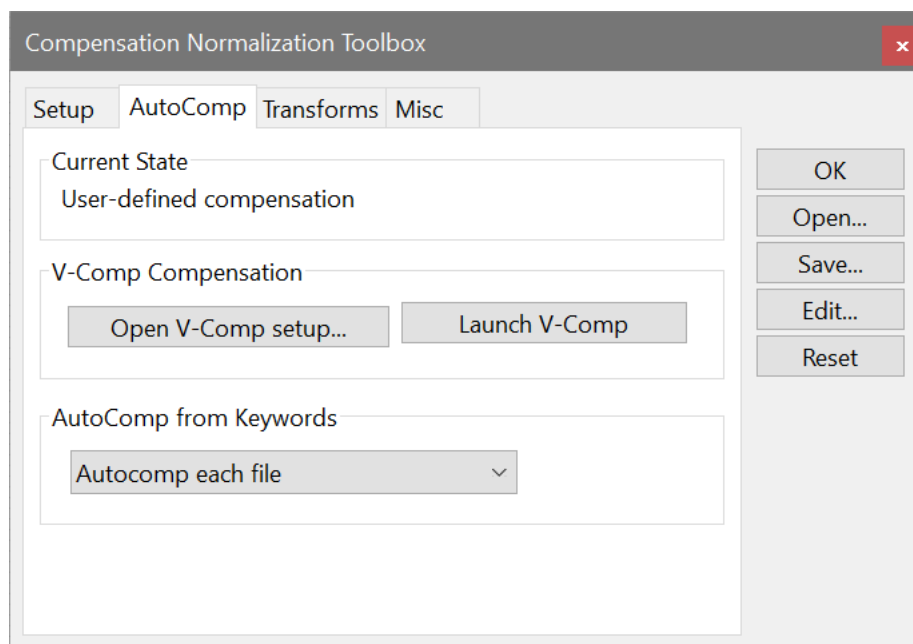 Compensation Normalization Toolbox
x
Setup AutoComp Transforms Misc
Current State
User-defined compensation
V-Comp Compensation
Open V-Comp setup... Launch V-Comp
AutoComp from Keywords
Autocomp each file
OK
Open...
Save...
Edit...
Reset